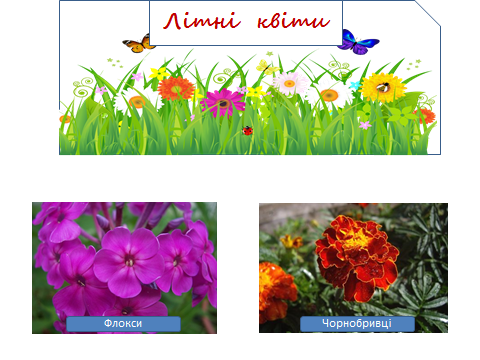 Літні квіти
Флокси
Чорнобривці